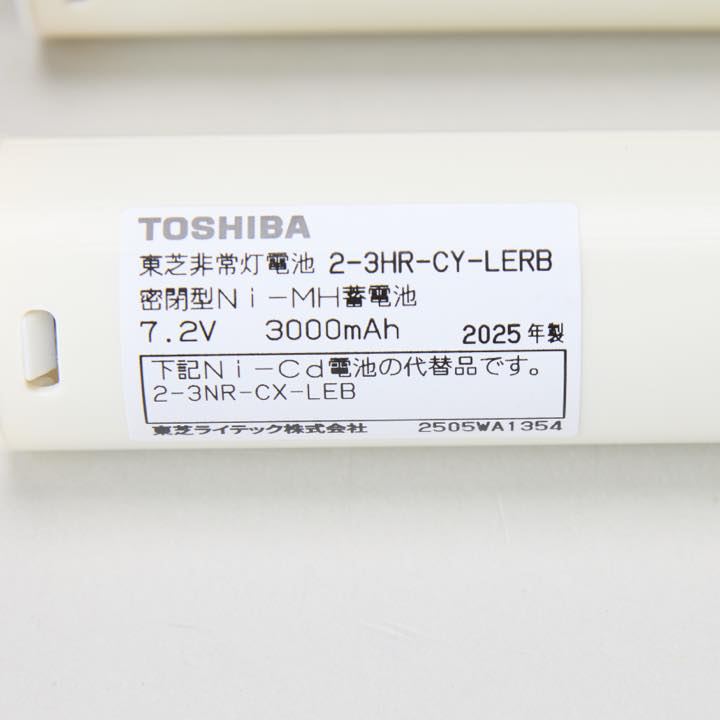 TOSHIBA
東芝非常灯電池 2-3HR-CY-LERB
密閉型Ni-MH蓄電池
7.2V 3000mAh 2025年製
下記Ni-Cd電池の代替品です。
2-3NR-CX-LEB
東芝ライテック株式会社 2505WA1354